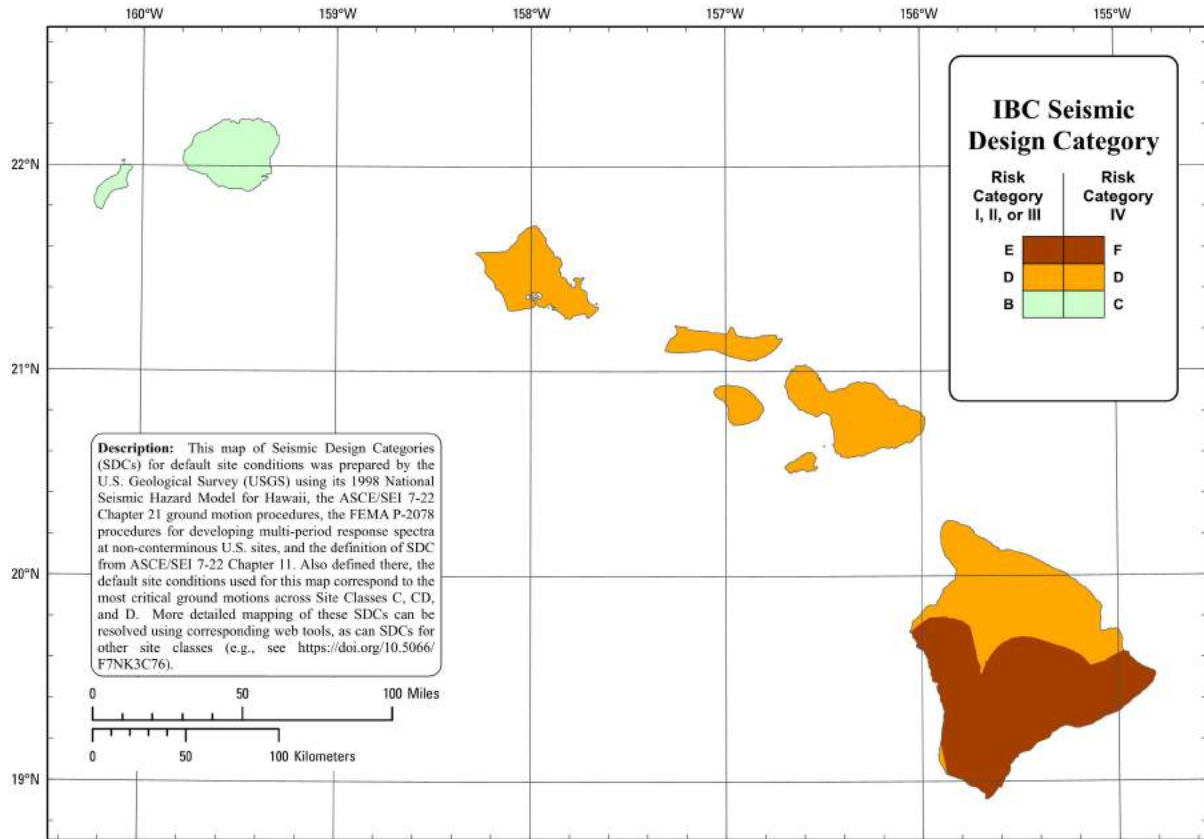 160°W 159°W 158°W 157°W 156°W 155°W
IBC Seismic
Design Category
Risk Risk
Category Category
I, II, or III IV
E F
D D
B C
22°N
21°N
20°N
19°N
Description: This map of Seismic Design Categories
(SDCs) for default site conditions was prepared by the
U.S. Geological Survey (USGS) using its 1998 National
Seismic Hazard Model for Hawaii, the ASCE/SEI 7-22
Chapter 21 ground motion procedures, the FEMA P-2078
procedures for developing multi-period response spectra
at non-conterminous U.S. sites, and the definition of SDC
from ASCE/SEI 7-22 Chapter 11. Also defined there, the
default site conditions used for this map correspond to the
most critical ground motions across Site Classes C, CD,
and D. More detailed mapping of these SDCs can be
resolved using corresponding web tools, as can SDCs for
other site classes (e.g., see https://doi.org/10.5066/
F7NK3C76).
0 50 100 Miles
0 50 100 Kilometers